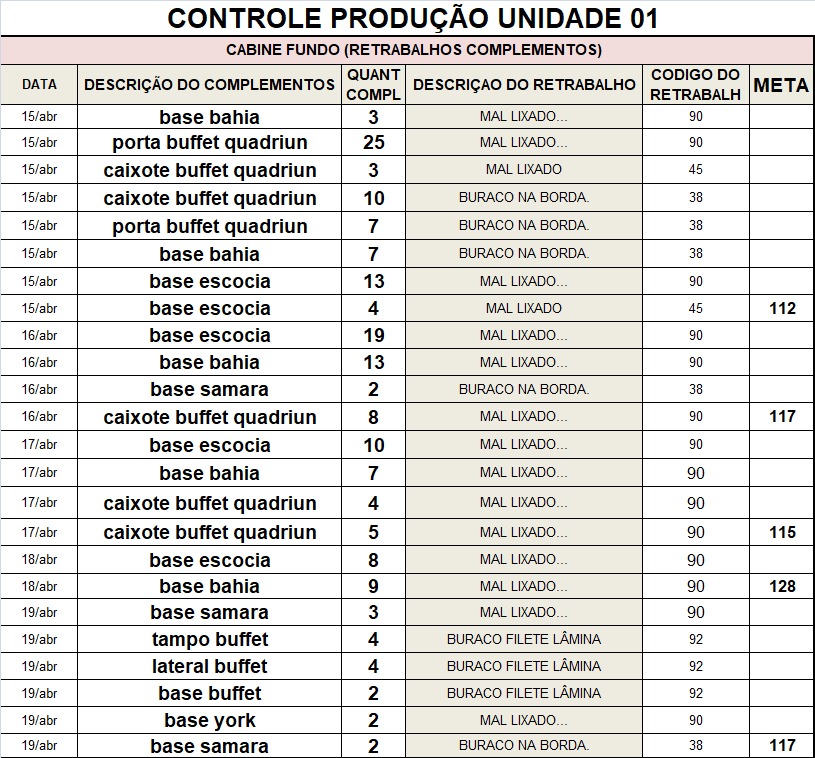 CONTROLE PRODUÇÃO UNIDADE 01
CABINE FUNDO (RETRABALHOS COMPLEMENTOS)
DATA DESCRIÇÃO DO COMPLEMENTOS QUANT COMPL DESCRIÇAO DO RETRABALHO CODIGO DO RETRABALH META
15/abr base bahia 3 MAL LIXADO... 90
15/abr porta buffet quadriun 25 MAL LIXADO... 90
15/abr caixote buffet quadriun 3 MAL LIXADO 45
15/abr caixote buffet quadriun 10 BURACO NA BORDA. 38
15/abr porta buffet quadriun 7 BURACO NA BORDA. 38
15/abr base bahia 7 BURACO NA BORDA. 38
15/abr base escocia 13 MAL LIXADO... 90
15/abr base escocia 4 MAL LIXADO 45 112
16/abr base escocia 19 MAL LIXADO... 90
16/abr base bahia 13 MAL LIXADO... 90
16/abr base samara 2 BURACO NA BORDA. 38
16/abr caixote buffet quadriun 8 MAL LIXADO... 90 117
17/abr base escocia 10 MAL LIXADO... 90
17/abr base bahia 7 MAL LIXADO... 90
17/abr caixote buffet quadriun 4 MAL LIXADO... 90
17/abr caixote buffet quadriun 5 MAL LIXADO... 90 115
18/abr base escocia 8 MAL LIXADO... 90
18/abr base bahia 9 MAL LIXADO... 90 128
19/abr base samara 3 MAL LIXADO... 90
19/abr tampo buffet 4 BURACO FILETE LÂMINA 92
19/abr lateral buffet 4 BURACO FILETE LÂMINA 92
19/abr base buffet 2 BURACO FILETE LÂMINA 92
19/abr base york 2 MAL LIXADO... 90
19/abr base samara 2 BURACO NA BORDA. 38 117